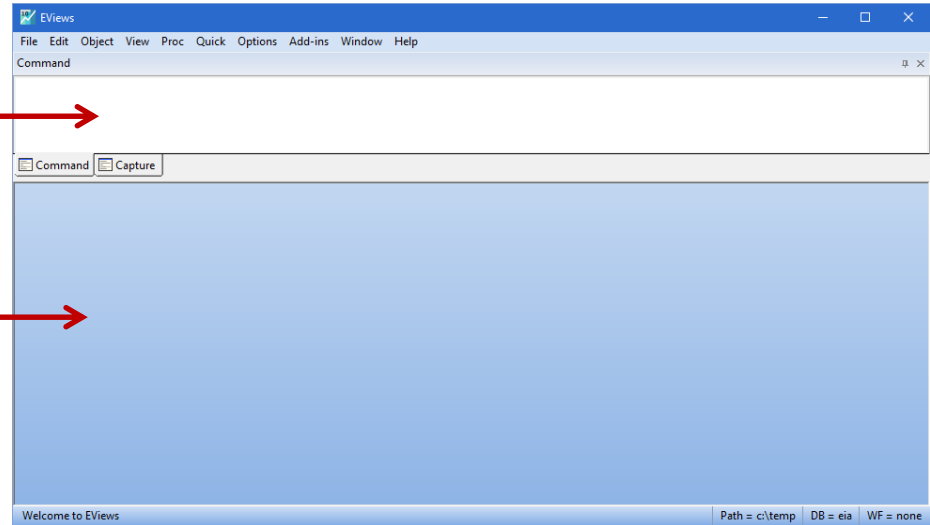 EViews
File Edit Object View Proc Quick Options Add-ins Window Help
Command
Command Capture
Welcome to EViews Path = c:\temp DB = eia WF = none